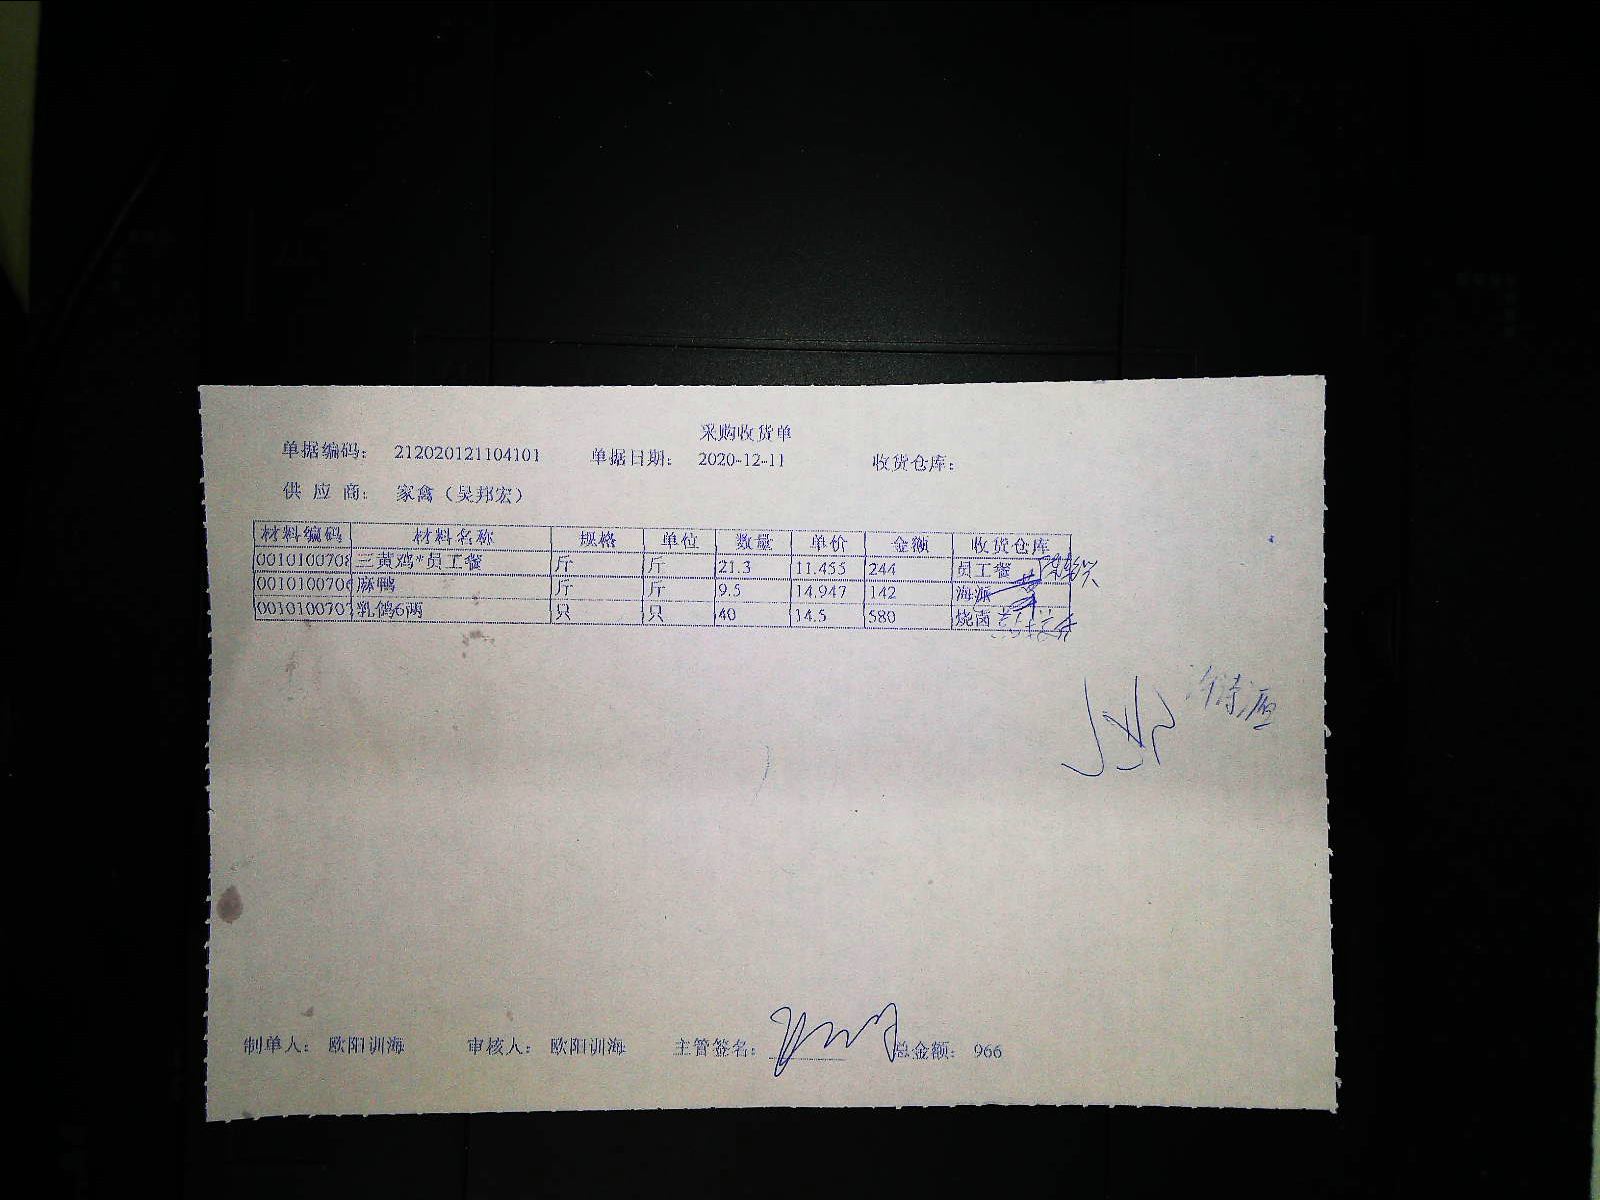 采购收货单
单据编码： 212020121104101 单据日期： 2020-12-11 收货仓库：
供 应 商： 家禽（吴邦宏）
材料编码 材料名称 规格 单位 数量 单价 金额 收货仓库
0010100708 三黄鸡*员工餐 斤 斤 21.3 11.455 244 员工餐
0010100706 麻鸭 斤 斤 9.5 14.947 142 海派
0010100707 乳鸽6两 只 只 40 14.5 580 烧卤
制单人： 欧阳训海 审核人： 欧阳训海 主管签名： 总金额： 966